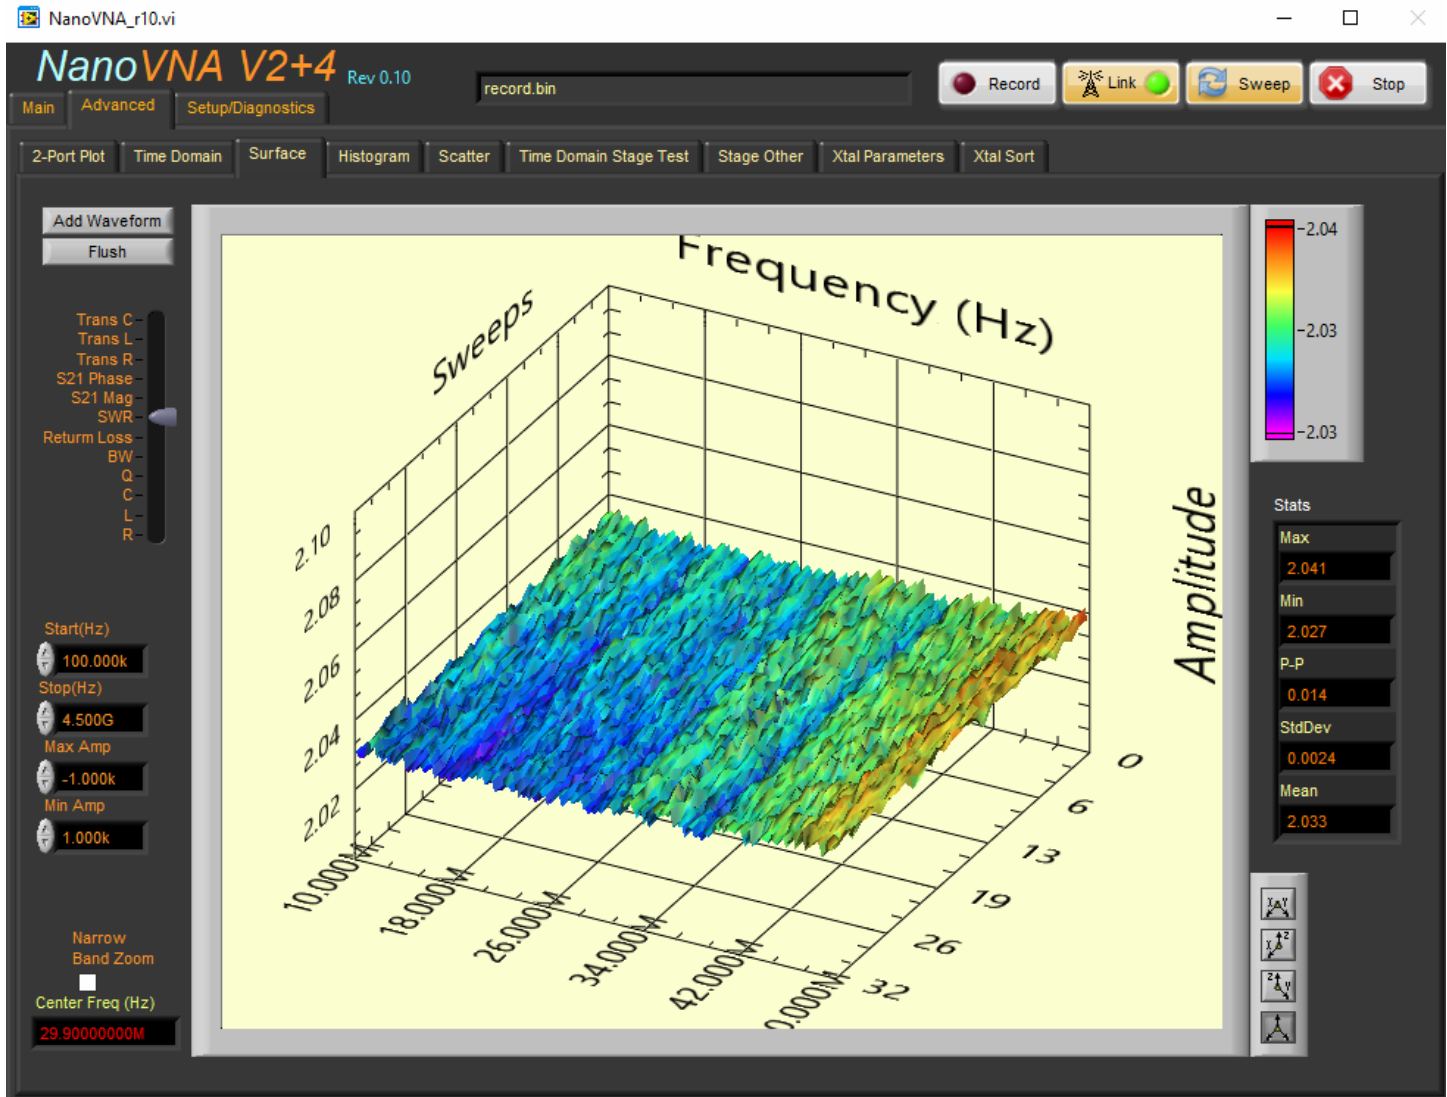 NanoVNA_r10.vi
NanoVNA V2+4 Rev 0.10
record.bin
Record
Link
Sweep
Stop
Main
Advanced
Setup/Diagnostics
2-Port Plot
Time Domain
Surface
Histogram
Scatter
Time Domain Stage Test
Stage Other
Xtal Parameters
Xtal Sort
Add Waveform
Flush
Trans C
Trans L
Trans R
S21 Phase
S21 Mag
SWR
Returm Loss
BW
Q
C
L
R
Start(Hz)
100.000k
Stop(Hz)
4.500G
Max Amp
-1.000k
Min Amp
1.000k
Narrow
Band Zoom
Center Freq (Hz)
29.90000000M
Frequency (Hz)
Sweeps
Amplitude
2.10
2.08
2.06
2.04
2.02
10.000M
18.000M
26.000M
34.000M
42.000M
0.000M
0
6
13
19
26
32
-2.04
-2.03
-2.03
Stats
Max
2.041
Min
2.027
P-P
0.014
StdDev
0.0024
Mean
2.033